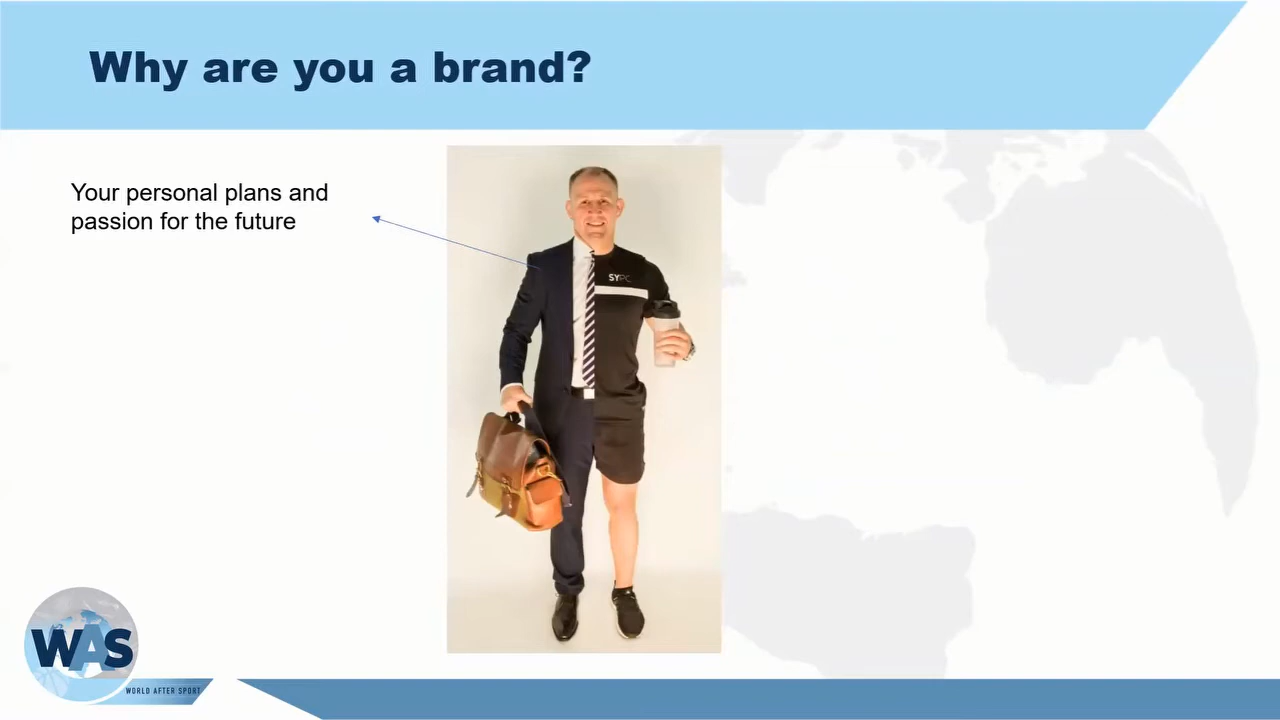 Why are you a brand?
Your personal plans and
passion for the future
SYPC
WAS
WORLD AFTER SPORT